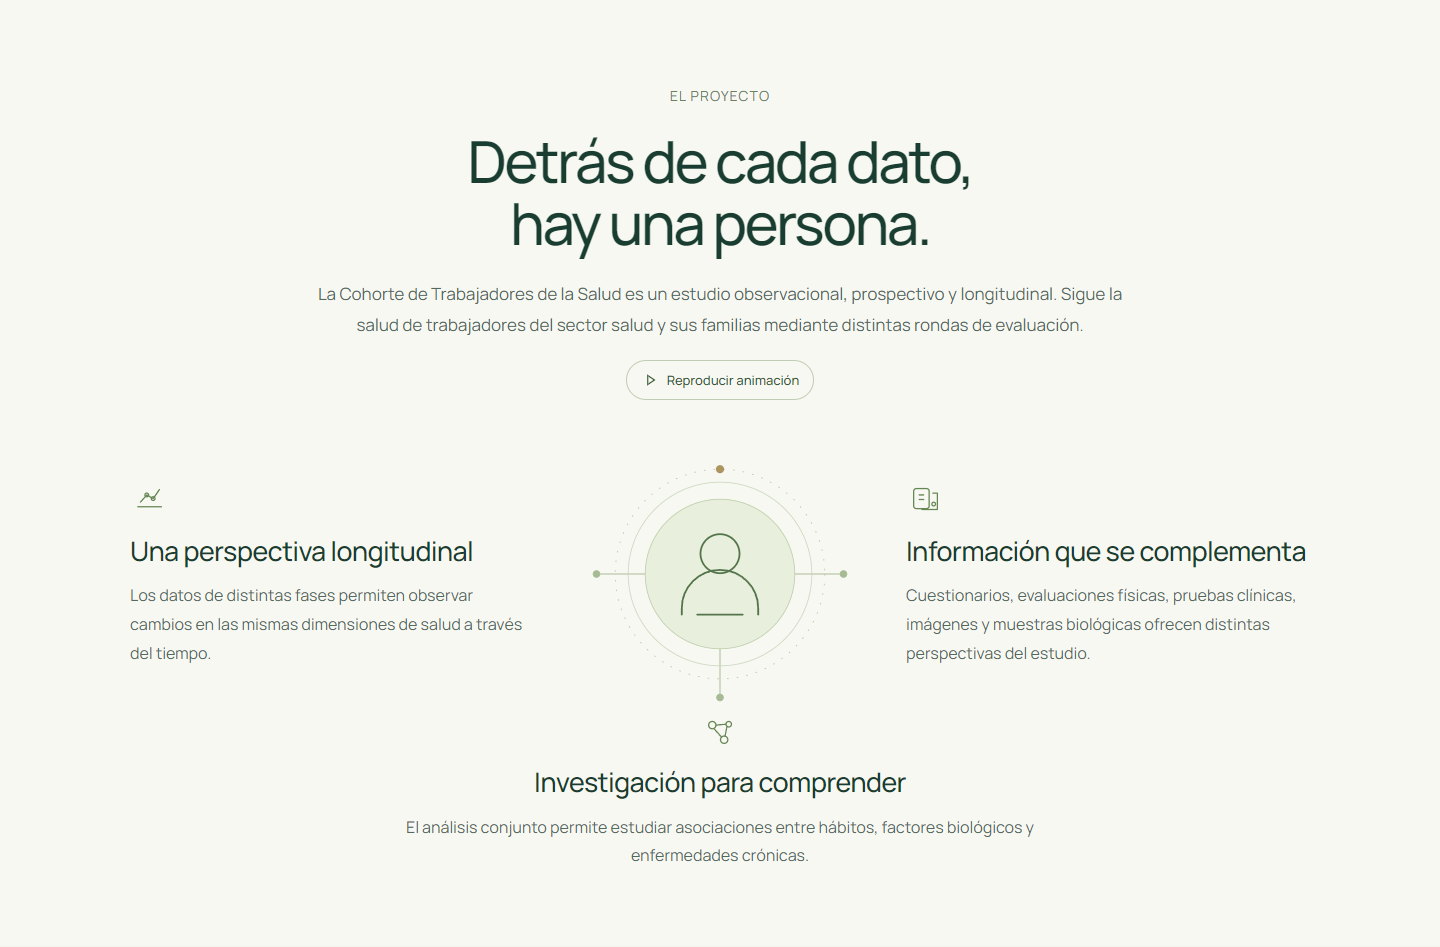 EL PROYECTO
Detrás de cada dato,
hay una persona.
La Cohorte de Trabajadores de la Salud es un estudio observacional, prospectivo y longitudinal. Sigue la
salud de trabajadores del sector salud y sus familias mediante distintas rondas de evaluación.
Reproducir animación
Una perspectiva longitudinal
Los datos de distintas fases permiten observar
cambios en las mismas dimensiones de salud a través
del tiempo.
Información que se complementa
Cuestionarios, evaluaciones físicas, pruebas clínicas,
imágenes y muestras biológicas ofrecen distintas
perspectivas del estudio.
Investigación para comprender
El análisis conjunto permite estudiar asociaciones entre hábitos, factores biológicos y
enfermedades crónicas.